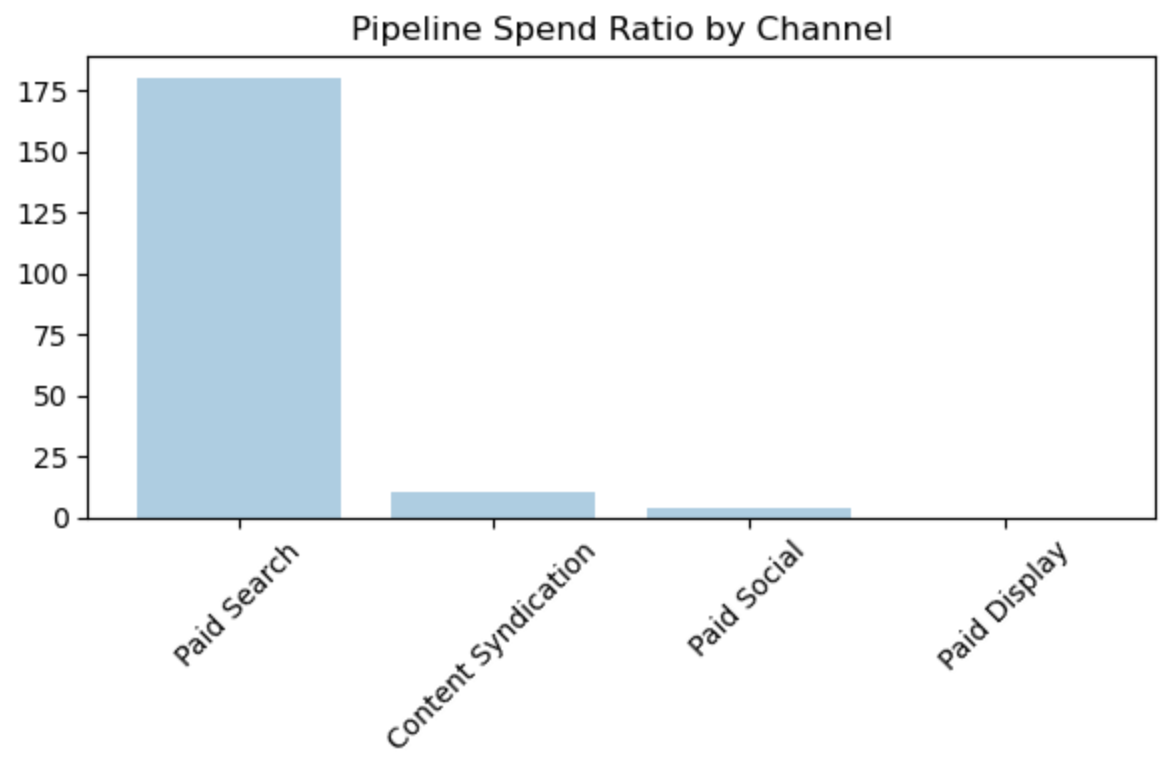 Pipeline Spend Ratio by Channel
175
150
125
100
75
50
25
0
Paid Search
Content Syndication
Paid Social
Paid Display